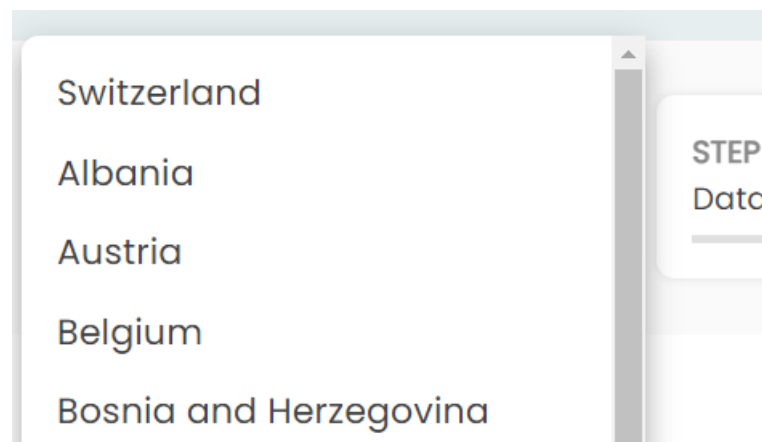 Switzerland
Albania
Austria
Belgium
Bosnia and Herzegovina
STEP